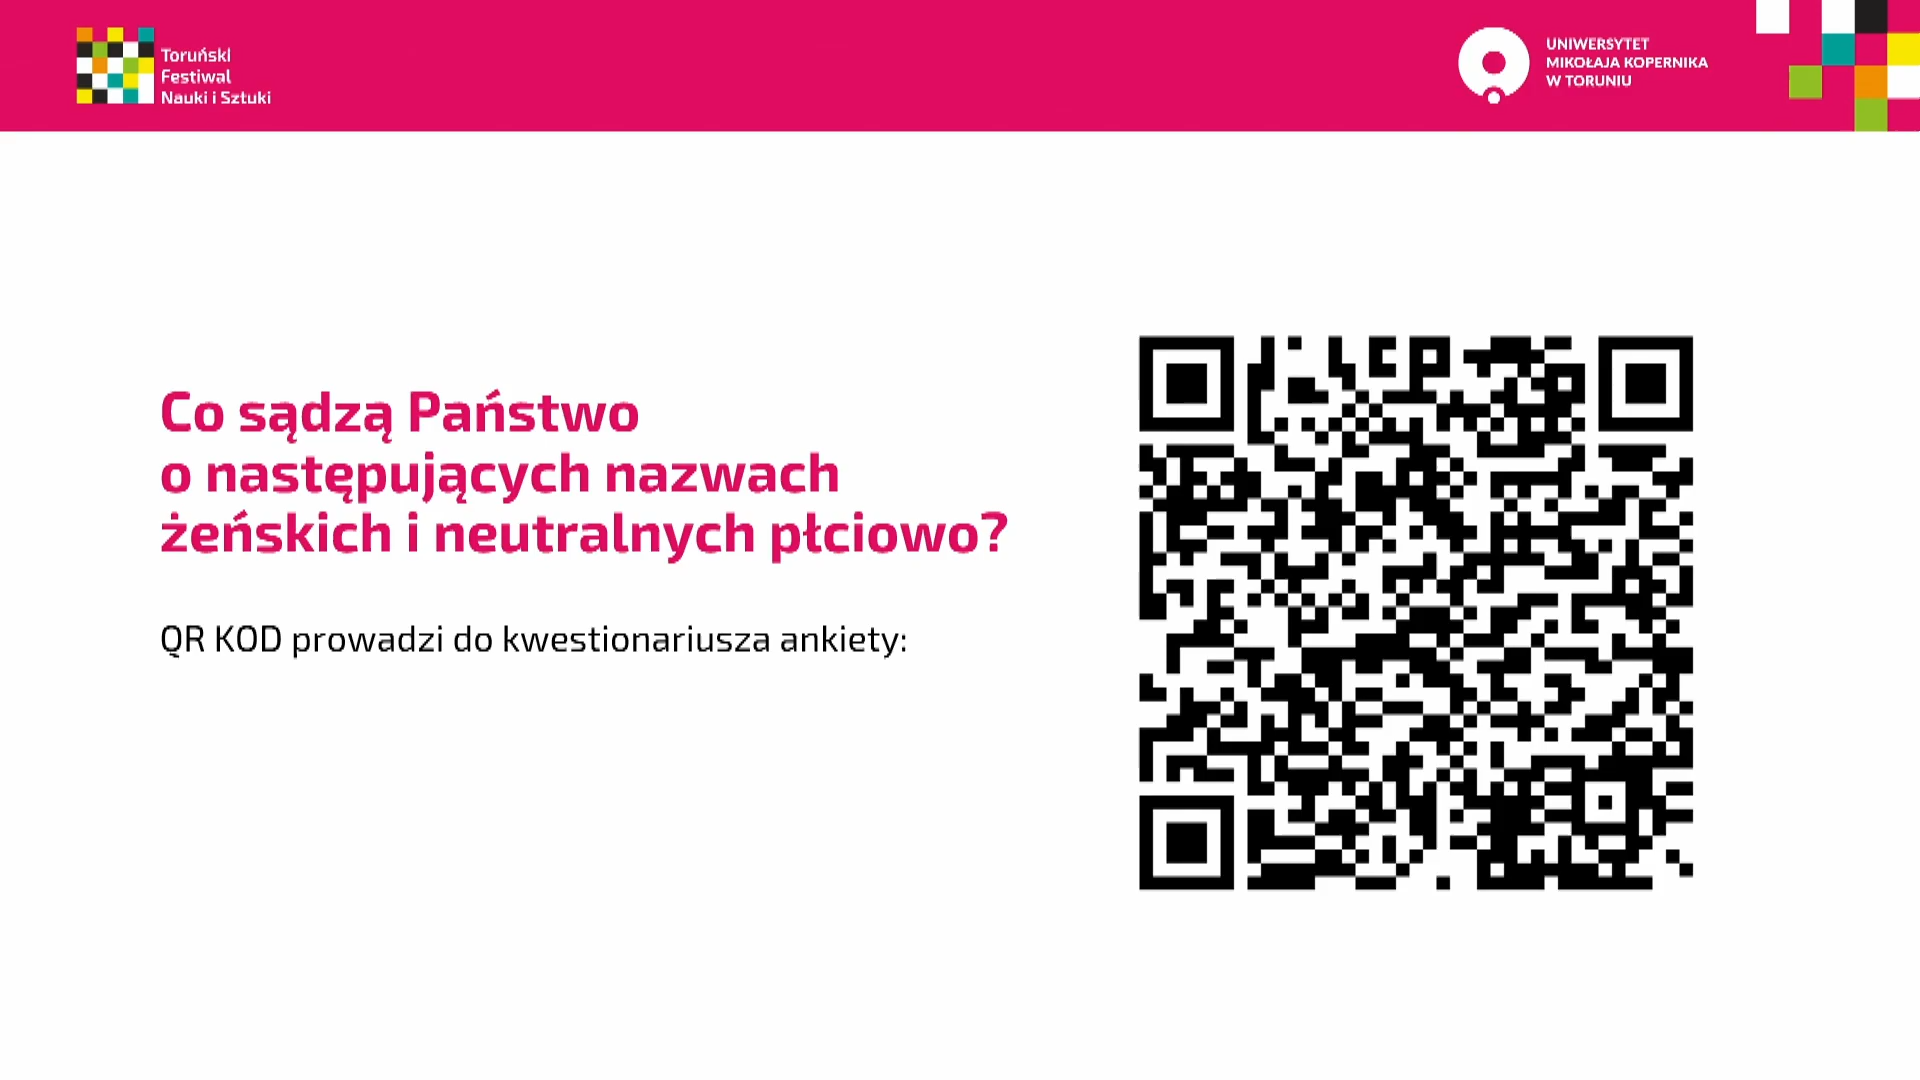 Toruński
Festiwal
Nauki i Sztuki
UNIWERSYTET
MIKOŁAJA KOPERNIKA
W TORUNIU
Co sądzą Państwo
o następujących nazwach
żeńskich i neutralnych płciowo?
QR KOD prowadzi do kwestionariusza ankiety: